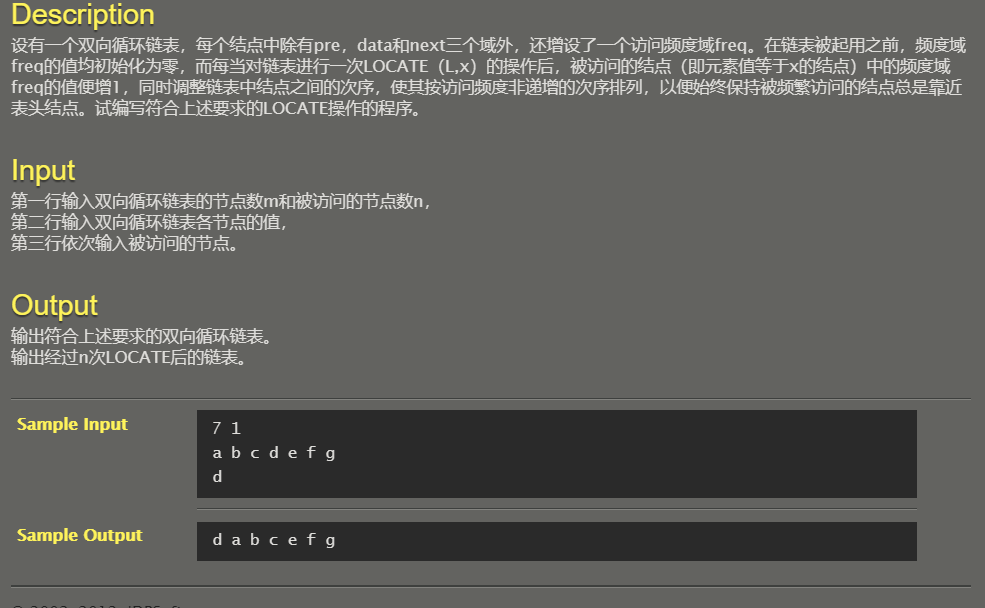 Description
设有一个双向循环链表，每个结点中除有pre，data和next三个域外，还增设了一个访问频度域freq。在链表被起用之前，频度域
freq的值均初始化为零，而每当对链表进行一次LOCATE（L,x）的操作后，被访问的结点（即元素值等于x的结点）中的频度域
freq的值便增1，同时调整链表中结点之间的次序，使其按访问频度非递增的次序排列，以便始终保持被频繁访问的结点总是靠近
表头结点。试编写符合上述要求的LOCATE操作的程序。
Input
第一行输入双向循环链表的节点数m和被访问的节点数n，
第二行输入双向循环链表各节点的值，
第三行依次输入被访问的节点。
Output
输出符合上述要求的双向循环链表。
输出经过n次LOCATE后的链表。
Sample Input
7 1
a b c d e f g
d
Sample Output
d a b c e f g